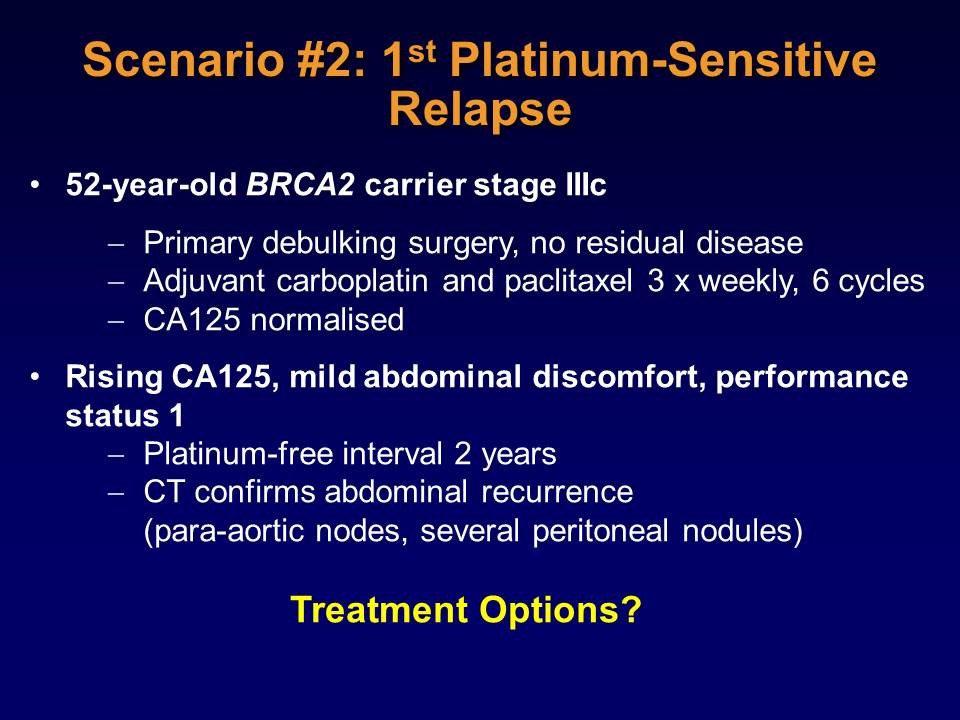 Scenario #2: 1st Platinum-Sensitive
Relapse
• 52-year-old BRCA2 carrier stage IIIc
– Primary debulking surgery, no residual disease
– Adjuvant carboplatin and paclitaxel 3 x weekly, 6 cycles
– CA125 normalised
• Rising CA125, mild abdominal discomfort, performance
status 1
– Platinum-free interval 2 years
– CT confirms abdominal recurrence
(para-aortic nodes, several peritoneal nodules)
Treatment Options?